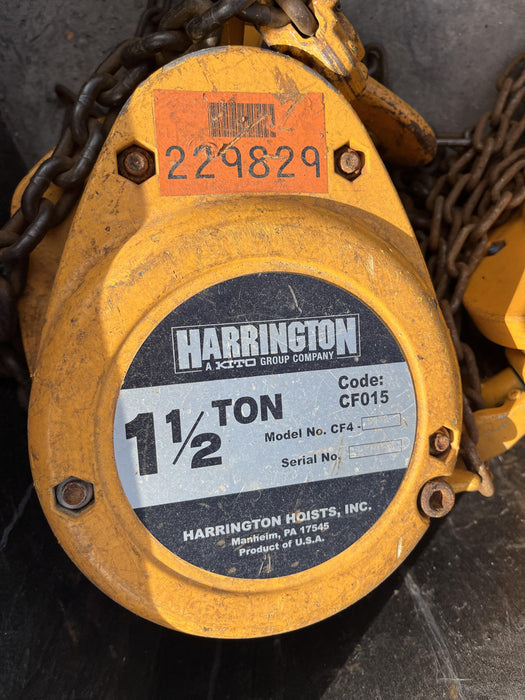 229829
HARRINGTON
A KITO GROUP COMPANY
1 1/2 TON
Code:
CF015
Model No. CF4 -
Serial No.
HARRINGTON HOISTS, INC.
Manheim, PA 17545
Product of U.S.A.